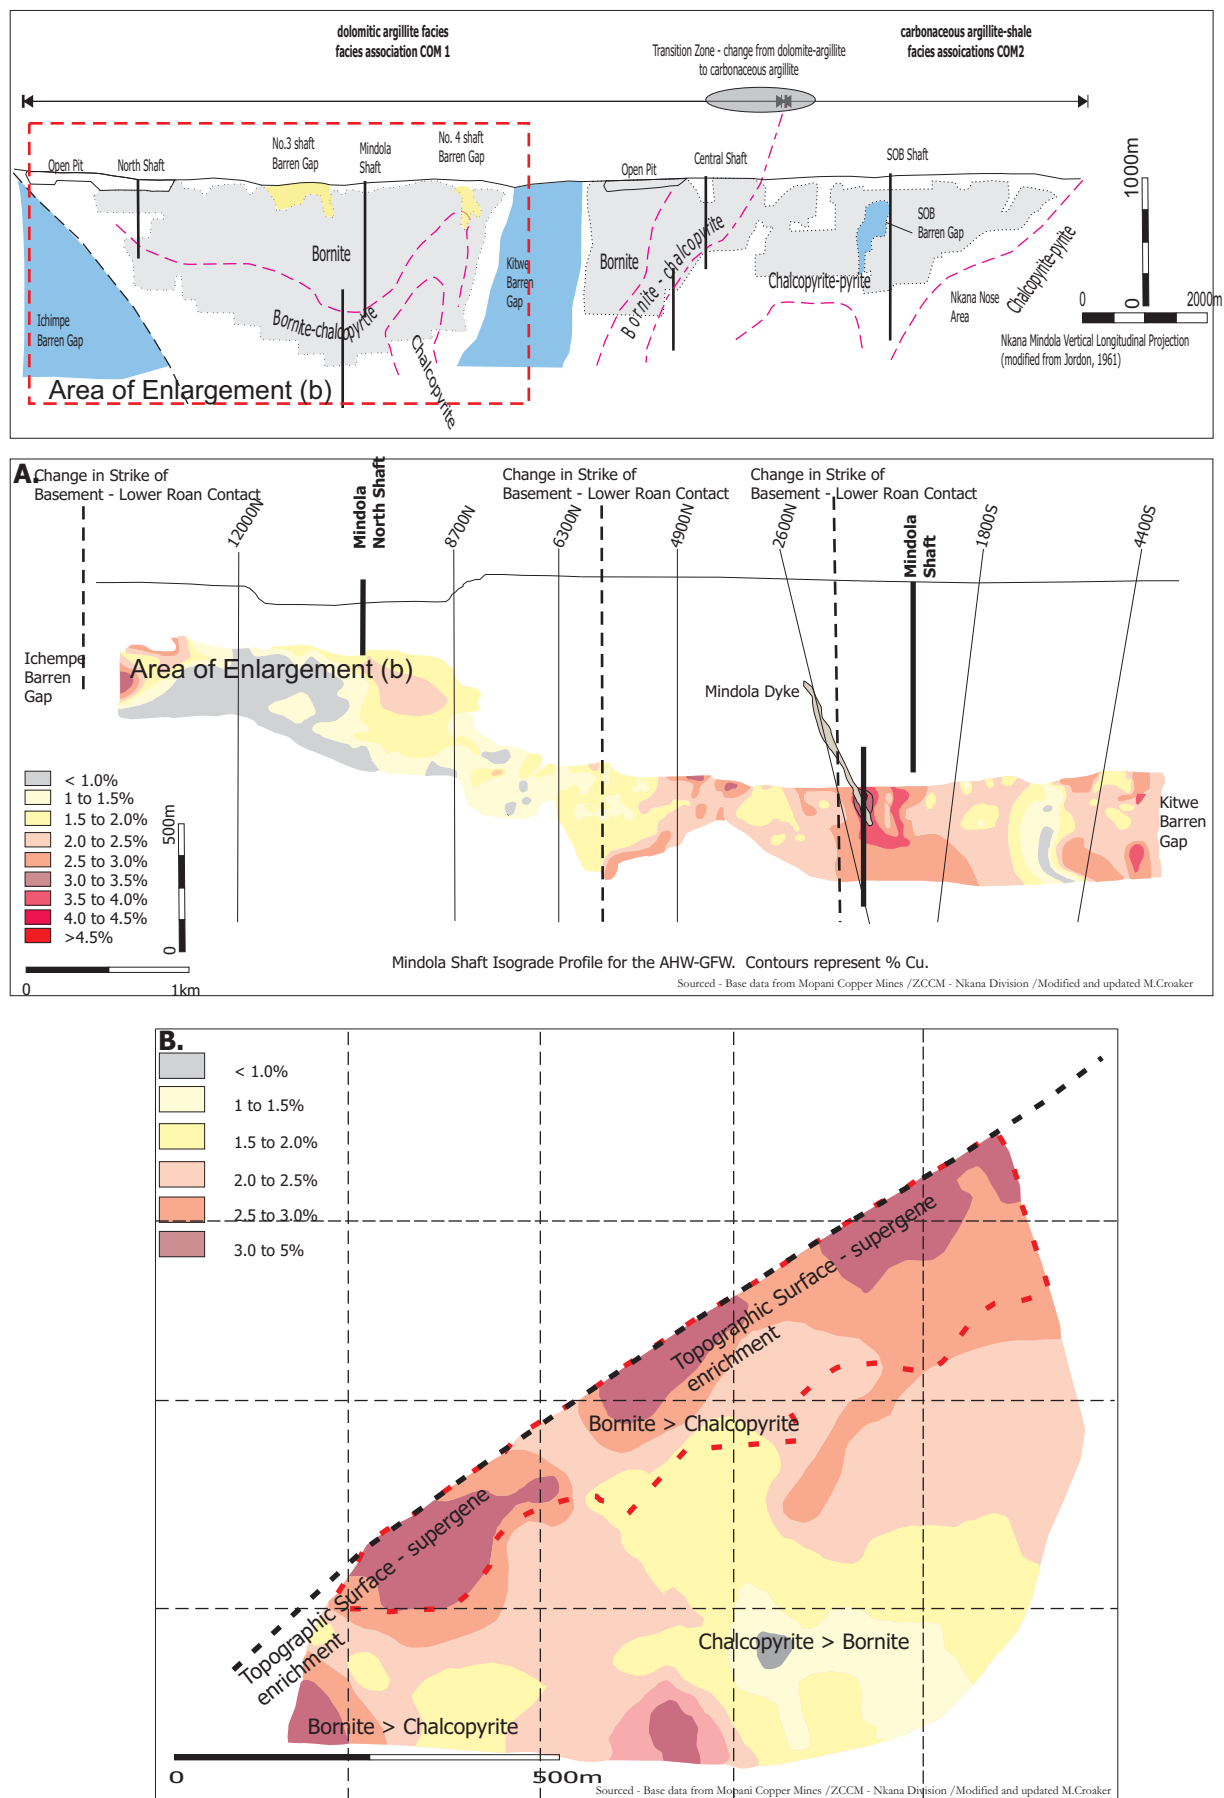 dolomitic argillite facies
facies association COM 1
Transition Zone - change from dolomite-argillite
to carbonaceous argillite
carbonaceous argillite-shale
facies assoications COM2
Open Pit
North Shaft
No.3 shaft
Barren Gap
Mindola
Shaft
No. 4 shaft
Barren Gap
Open Pit
Central Shaft
SOB Shaft
1000m
0
Bornite
Kitwe
Barren
Gap
Bornite
Bornite - chalcopyrite
SOB
Barren Gap
Chalcopyrite-pyrite
Chalcopyrite-pyrite
Nkana Nose
Area
0
2000m
Ichimpe
Barren Gap
Bornite-chalcopyrtie
Chalcopyrite
Nkana Mindola Vertical Longitudinal Projection
(modified from Jordon, 1961)
Area of Enlargement (b)
A.
Change in Strike of
Basement - Lower Roan Contact
Change in Strike of
Basement - Lower Roan Contact
Change in Strike of
Basement - Lower Roan Contact
12000N
Mindola
North Shaft
8700N
6300N
4900N
2600N
Mindola
Shaft
1800S
4400S
Ichempe
Barren
Gap
Area of Enlargement (b)
Mindola Dyke
Kitwe
Barren
Gap
< 1.0%
1 to 1.5%
1.5 to 2.0%
2.0 to 2.5%
2.5 to 3.0%
3.0 to 3.5%
3.5 to 4.0%
4.0 to 4.5%
>4.5%
500m
0
0
1km
Mindola Shaft Isograde Profile for the AHW-GFW. Contours represent % Cu.
Sourced - Base data from Mopani Copper Mines /ZCCM - Nkana Division /Modified and updated M.Croaker
B.
< 1.0%
1 to 1.5%
1.5 to 2.0%
2.0 to 2.5%
2.5 to 3.0%
3.0 to 5%
Topographic Surface - supergene
enrichment
Bornite > Chalcopyrite
Topographic Surface - supergene
enrichment
Chalcopyrite > Bornite
Bornite > Chalcopyrite
0
500m
Sourced - Base data from Mopani Copper Mines /ZCCM - Nkana Division /Modified and updated M.Croaker